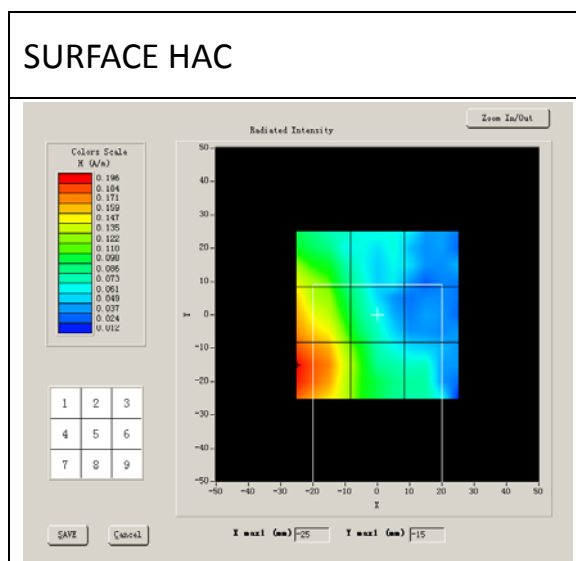 SURFACE HAC
Zoom In/Out
Radiated Intensity
Colors Scale
H (A/m)
0.196
0.184
0.171
0.159
0.147
0.135
0.122
0.110
0.098
0.086
0.073
0.061
0.049
0.037
0.024
0.012
50
40
30
20
10
0
-10
-20
-30
-40
-50
Y
-50 -40 -30 -20 -10 0 10 20 30 40 50
X
1 2 3
4 5 6
7 8 9
SAVE Cancel
X max1 (mm) -25 Y max1 (mm) -15